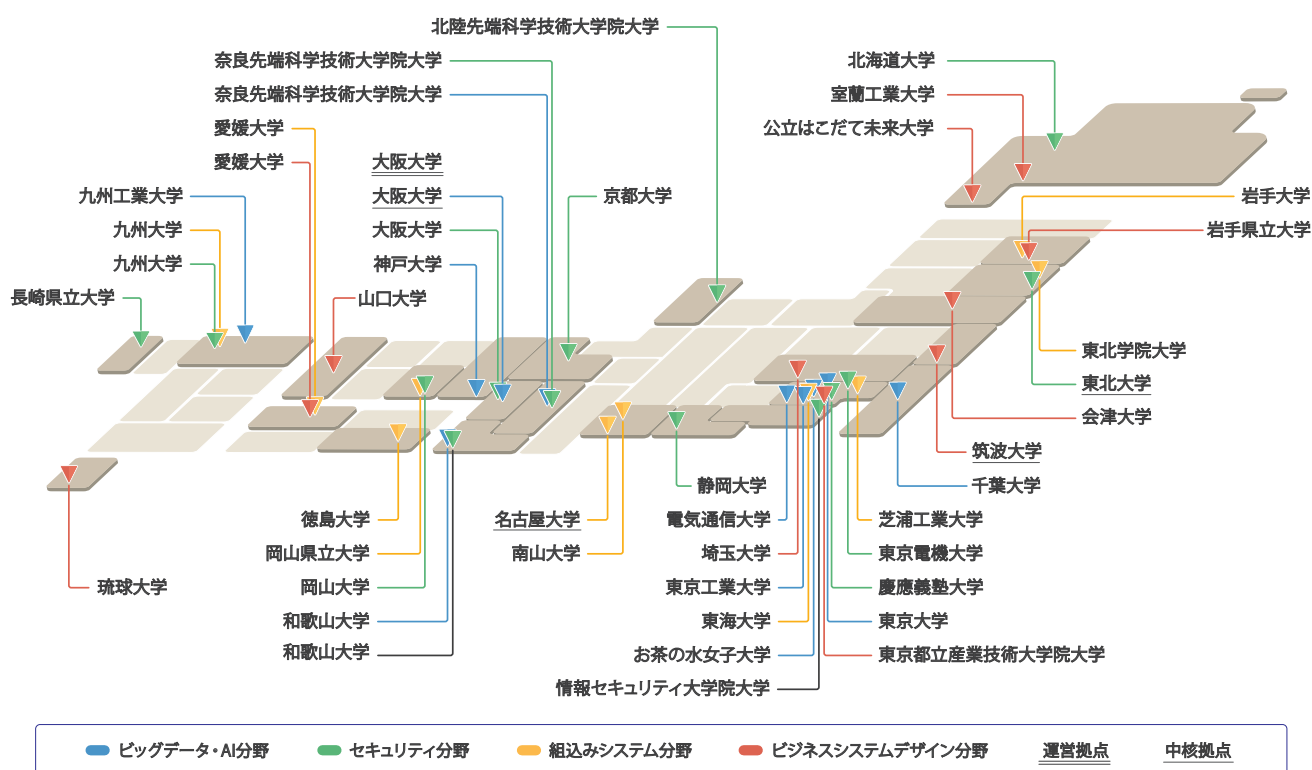 北陸先端科学技術大学院大学
奈良先端科学技術大学院大学
北海道大学
奈良先端科学技術大学院大学
室蘭工業大学
愛媛大学
公立はこだて未来大学
愛媛大学
大阪大学
九州工業大学
大阪大学
京都大学
岩手大学
九州大学
大阪大学
岩手県立大学
九州大学
神戸大学
長崎県立大学
山口大学
東北学院大学
東北大学
会津大学
筑波大学
静岡大学
千葉大学
徳島大学
名古屋大学
電気通信大学
芝浦工業大学
岡山県立大学
南山大学
埼玉大学
東京電機大学
琉球大学
岡山大学
東京工業大学
慶應義塾大学
和歌山大学
東海大学
東京大学
和歌山大学
お茶の水女子大学
東京都立産業技術大学院大学
情報セキュリティ大学院大学
ビッグデータ・AI分野 セキュリティ分野 組込みシステム分野 ビジネスシステムデザイン分野 運営拠点 中核拠点